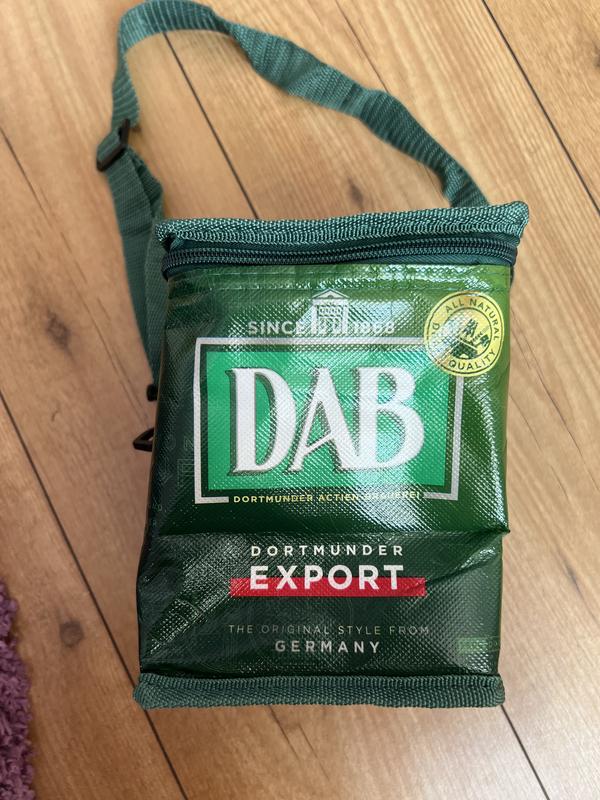 SINCE 1868
ALL NATURAL
QUALITY
DAB
DORTMUNDER ACTIEN BRAUEREI
DORTMUNDER
EXPORT
THE ORIGINAL STYLE FROM
GERMANY